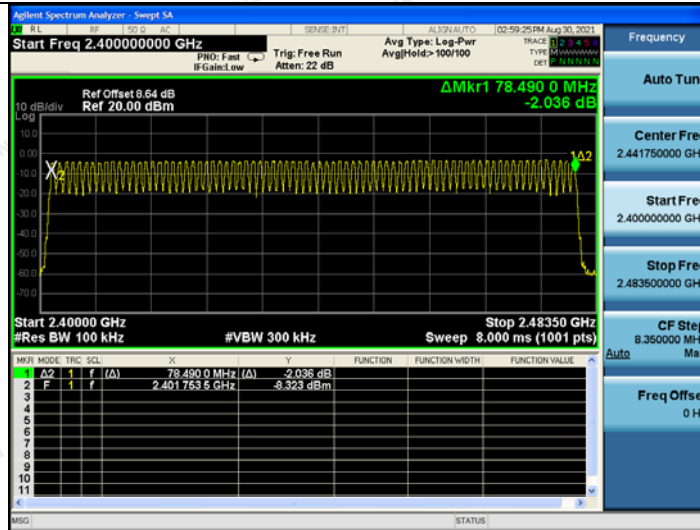 Agilent Spectrum Analyzer - Swept SA
RL RF 50 Ω AC SENSE:INT ALIGN AUTO 02:59:25 PM Aug 30, 2021
Start Freq 2.400000000 GHz
PNO: Fast
IFGain:Low
Trig: Free Run
Atten: 22 dB
Avg Type: Log-Pwr
Avg|Hold:> 100/100
TRACE 1 2 3 4 5 6
TYPE
DET P N N N N N
Ref Offset 8.64 dB
10 dB/div Ref 20.00 dBm
Log
ΔMkr1 78.490 0 MHz
-2.036 dB
10.0
0.00
-10.0
-20.0
-30.0
-40.0
-50.0
-60.0
-70.0
X2
1Δ2
Start 2.40000 GHz Stop 2.48350 GHz
#Res BW 100 kHz #VBW 300 kHz Sweep 8.000 ms (1001 pts)
MKR MODE TRC SCL X Y FUNCTION FUNCTION WIDTH FUNCTION VALUE
1 Δ2 1 f (Δ) 78.490 0 MHz (Δ) -2.036 dB
2 F 1 f 2.401 753 5 GHz -8.323 dBm
3
4
5
6
7
8
9
10
11
MSG STATUS
Frequency
Auto Tun
Center Fre
2.441750000 GH
Start Fre
2.400000000 GH
Stop Fre
2.483500000 GH
CF Step
8.350000 MH
Auto Ma
Freq Offse
0 H